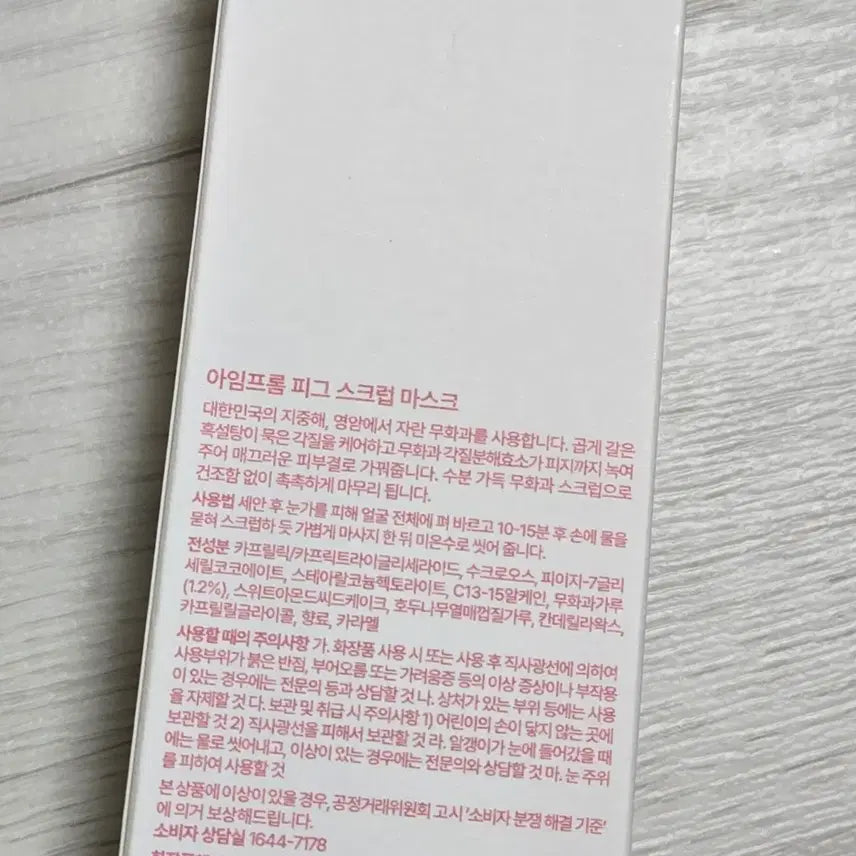 아임프롬 피그 스크럽 마스크
대한민국의 지중해, 영암에서 자란 무화과를 사용합니다. 곱게 갈은
흑설탕이 묵은 각질을 케어하고 무화과 각질분해효소가 피지까지 녹여
주어 매끄러운 피부결로 가꿔줍니다. 수분 가득 무화과 스크럽으로
건조함 없이 촉촉하게 마무리 됩니다.
사용법 세안 후 눈가를 피해 얼굴 전체에 펴 바르고 10-15분 후 손에 물을
묻혀 스크럽하 듯 가볍게 마사지 한 뒤 미온수로 씻어 줍니다.
전성분 카프릴릭/카프릭트라이글리세라이드, 수크로오스, 피이지-7글리
세릴코코에이트, 스테아랄코늄헥토라이트, C13-15알케인, 무화과가루
(1.2%), 스위트아몬드씨드케이크, 호두나무열매껍질가루, 칸데릴라왁스,
카프릴릴글라이콜, 향료, 카라멜
사용할 때의 주의사항 가. 화장품 사용 시 또는 사용 후 직사광선에 의하여
사용부위가 붉은 반점, 부어오름 또는 가려움증 등의 이상 증상이나 부작용
이 있는 경우에는 전문의 등과 상담할 것 나. 상처가 있는 부위 등에는 사용
을 자제할 것 다. 보관 및 취급 시 주의사항 1) 어린이의 손이 닿지 않는 곳에
보관할 것 2) 직사광선을 피해서 보관할 것 라. 알갱이가 눈에 들어갔을 때
에는 물로 씻어내고, 이상이 있는 경우에는 전문의와 상담할 것 마. 눈 주위
를 피하여 사용할 것
본 상품에 이상이 있을 경우, 공정거래위원회 고시 '소비자 분쟁 해결 기준'
에 의거 보상해드립니다.
소비자 상담실 1644-7178